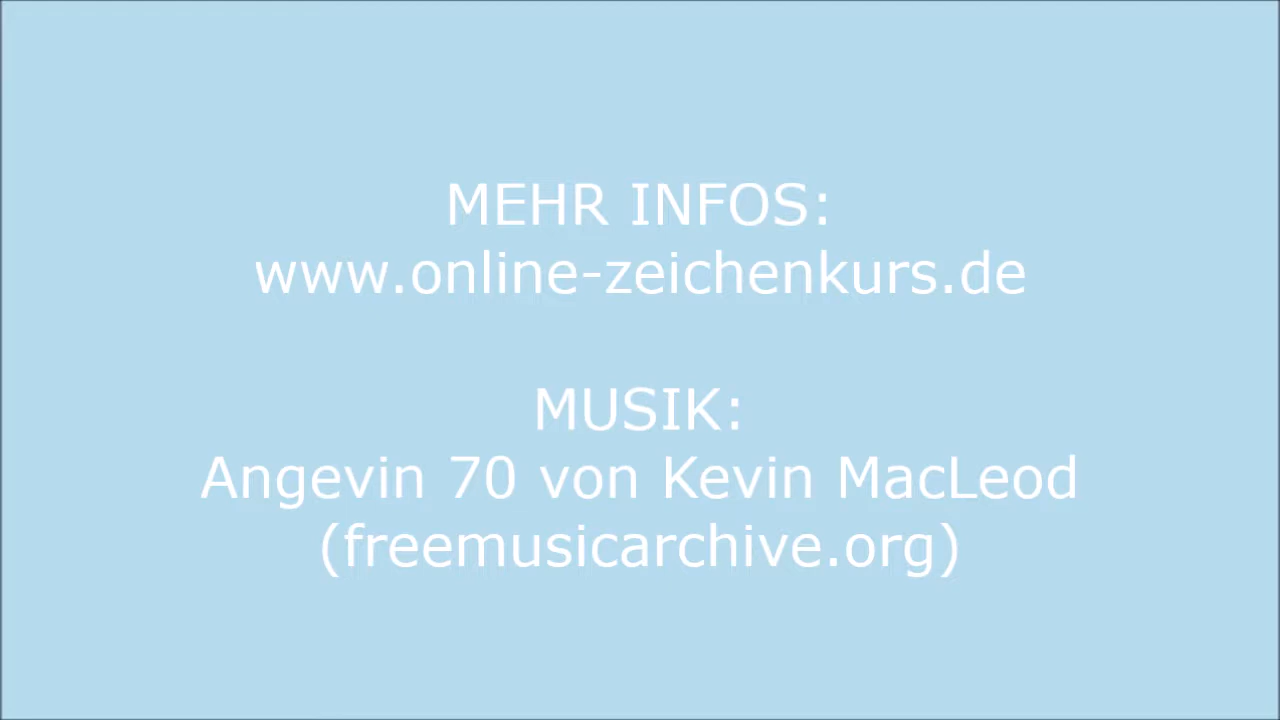 MEHR INFOS:
www.online-zeichenkurs.de
MUSIK:
Angevin 70 von Kevin MacLeod
(freemusicarchive.org)